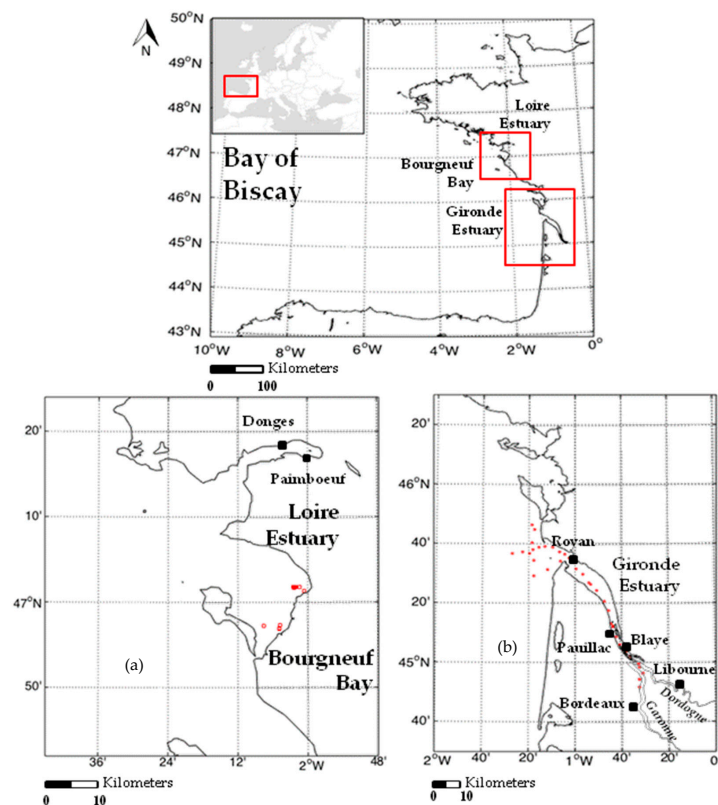 50°N
49°N
48°N
47°N
46°N
45°N
44°N
43°N
N
Loire
Estuary
Bourgneuf
Bay
Bay of
Biscay
Gironde
Estuary
10°W
8°W
6°W
4°W
2°W
0°
Kilometers
0 100
20'
10'
47°N
50'
Donges
Paimboeuf
Loire
Estuary
(a)
Bourgneuf
Bay
36'
24'
12'
2°W
48'
Kilometers
0 10
20'
46°N
40'
20'
45°N
40'
Royan
Gironde
Estuary
Pauillac
Blaye
(b)
Libourne
Bordeaux
Dordogne
Garonne
2°W
40'
20'
1°W
40'
20'
Kilometers
0 10